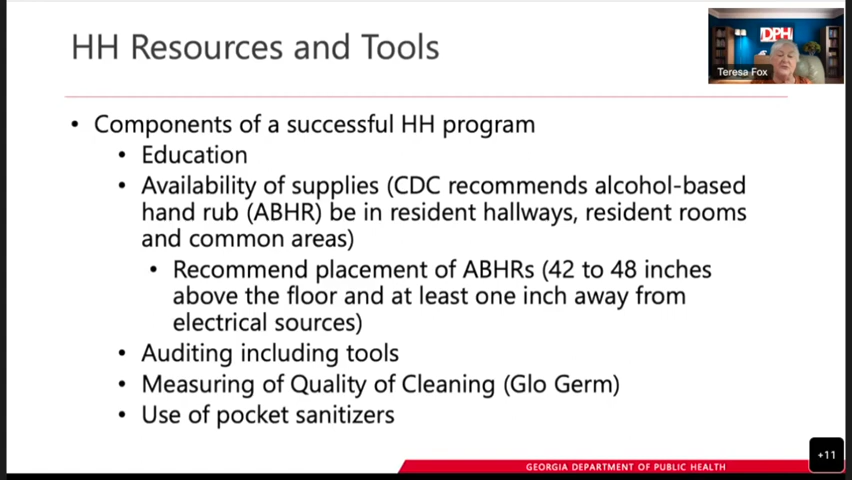 HH Resources and Tools
DPH
Teresa Fox
• Components of a successful HH program
• Education
• Availability of supplies (CDC recommends alcohol-based
hand rub (ABHR) be in resident hallways, resident rooms
and common areas)
• Recommend placement of ABHRs (42 to 48 inches
above the floor and at least one inch away from
electrical sources)
• Auditing including tools
• Measuring of Quality of Cleaning (Glo Germ)
• Use of pocket sanitizers
+11
GEORGIA DEPARTMENT OF PUBLIC HEALTH